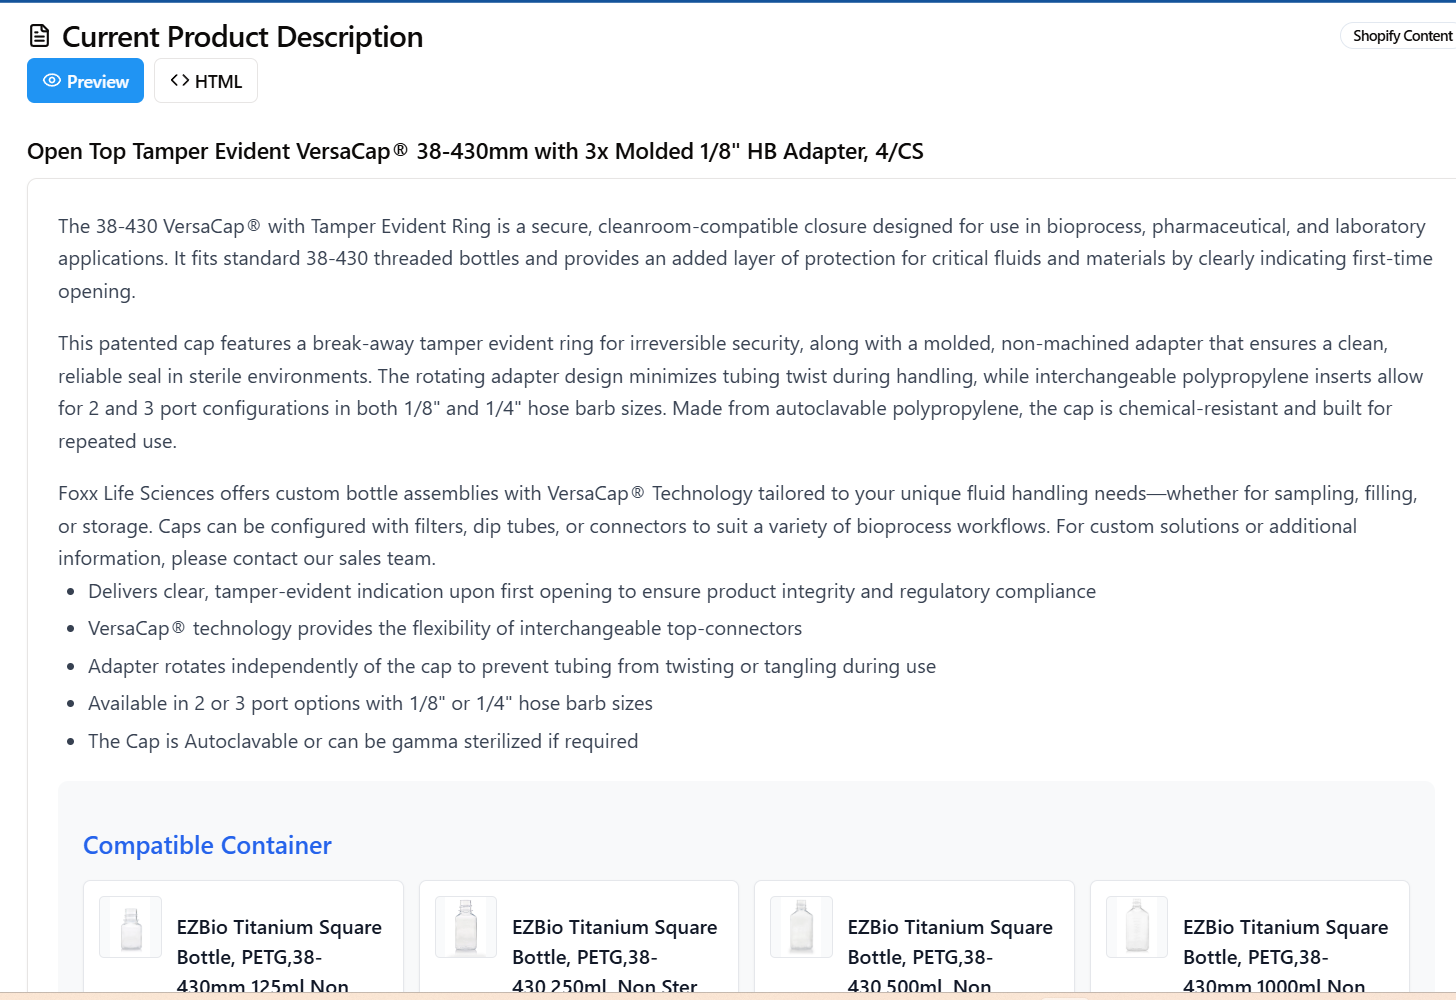 Current Product Description
Shopify Content
Preview
HTML
Open Top Tamper Evident VersaCap® 38-430mm with 3x Molded 1/8" HB Adapter, 4/CS
The 38-430 VersaCap® with Tamper Evident Ring is a secure, cleanroom-compatible closure designed for use in bioprocess, pharmaceutical, and laboratory
applications. It fits standard 38-430 threaded bottles and provides an added layer of protection for critical fluids and materials by clearly indicating first-time
opening.
This patented cap features a break-away tamper evident ring for irreversible security, along with a molded, non-machined adapter that ensures a clean,
reliable seal in sterile environments. The rotating adapter design minimizes tubing twist during handling, while interchangeable polypropylene inserts allow
for 2 and 3 port configurations in both 1/8" and 1/4" hose barb sizes. Made from autoclavable polypropylene, the cap is chemical-resistant and built for
repeated use.
Foxx Life Sciences offers custom bottle assemblies with VersaCap® Technology tailored to your unique fluid handling needs—whether for sampling, filling,
or storage. Caps can be configured with filters, dip tubes, or connectors to suit a variety of bioprocess workflows. For custom solutions or additional
information, please contact our sales team.
• Delivers clear, tamper-evident indication upon first opening to ensure product integrity and regulatory compliance
• VersaCap® technology provides the flexibility of interchangeable top-connectors
• Adapter rotates independently of the cap to prevent tubing from twisting or tangling during use
• Available in 2 or 3 port options with 1/8" or 1/4" hose barb sizes
• The Cap is Autoclavable or can be gamma sterilized if required
Compatible Container
EZBio Titanium Square
Bottle, PETG,38-
430mm 125ml Non
EZBio Titanium Square
Bottle, PETG,38-
430 250ml, Non Ster
EZBio Titanium Square
Bottle, PETG,38-
430 500ml, Non
EZBio Titanium Square
Bottle, PETG,38-
430mm 1000ml Non